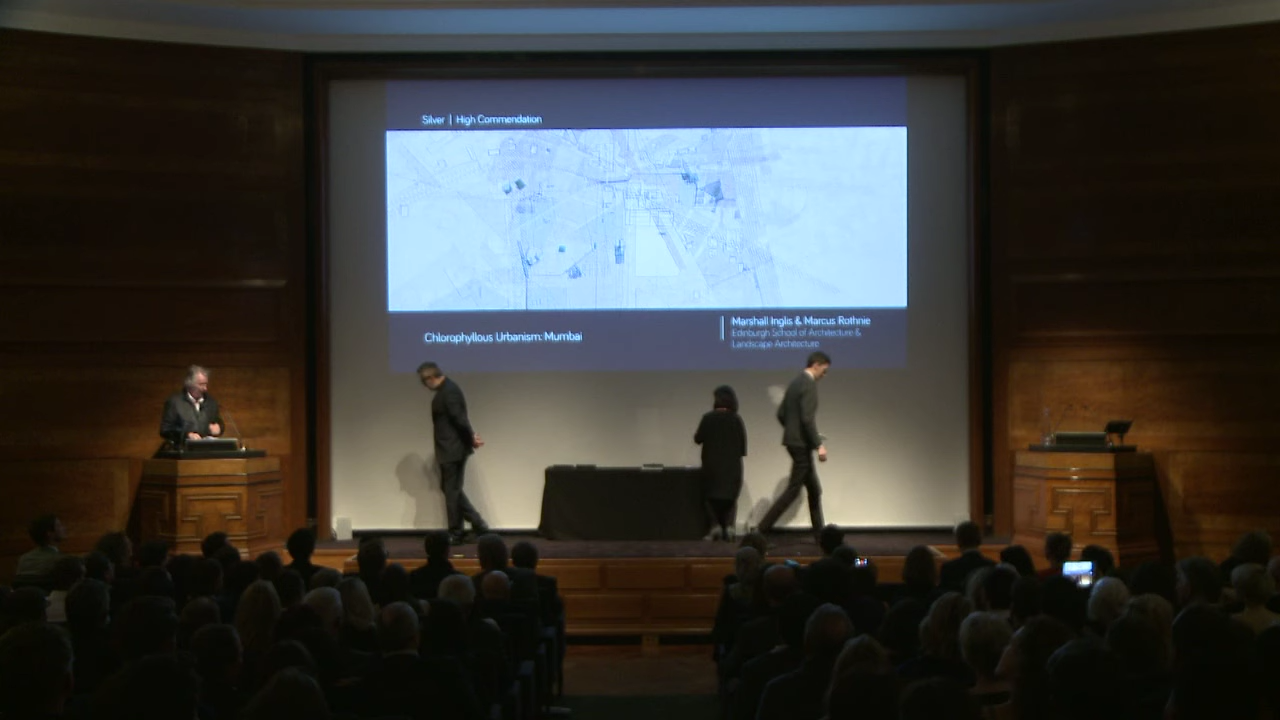 Silver | High Commendation
Chlorophyllous Urbanism: Mumbai
Marshall Inglis & Marcus Rothnie
Edinburgh School of Architecture &
Landscape Architecture